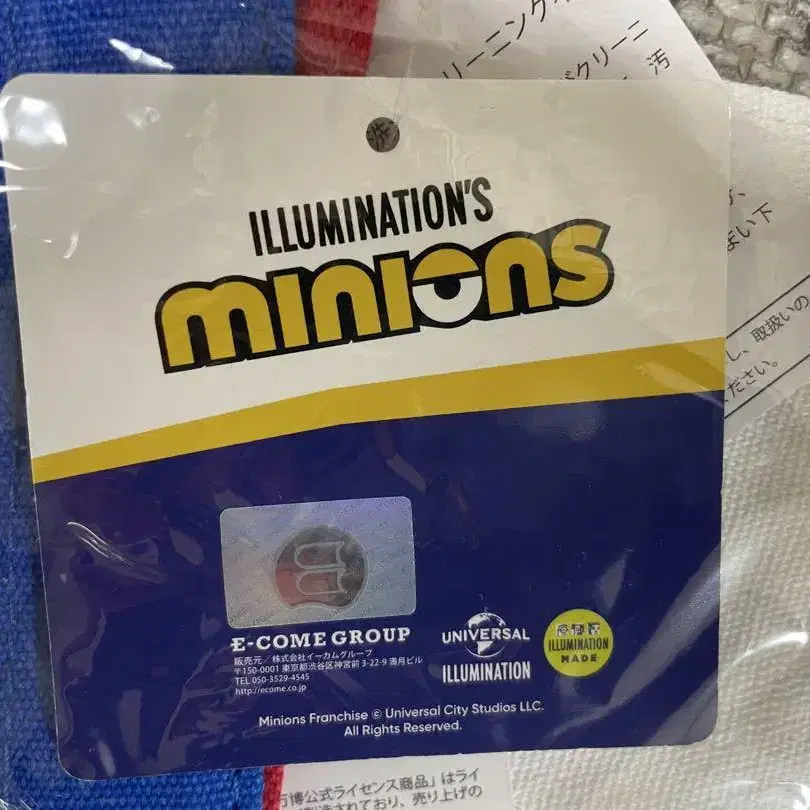 リーニング
クリーニ
汚
い下
し、取扱いの
ください。
ILLUMINATION'S
minions
E-COME GROUP
販売元／株式会社イーカムグループ
〒150-0001 東京都渋谷区神宮前3-22-9 満月ビル
TEL 050-3529-4545
http://ecome.co.jp
UNIVERSAL
ILLUMINATION
ILLUMINATION
MADE
Minions Franchise © Universal City Studios LLC.
All Rights Reserved.
万博公式ライセンス商品」はライ
されており、売り上げの